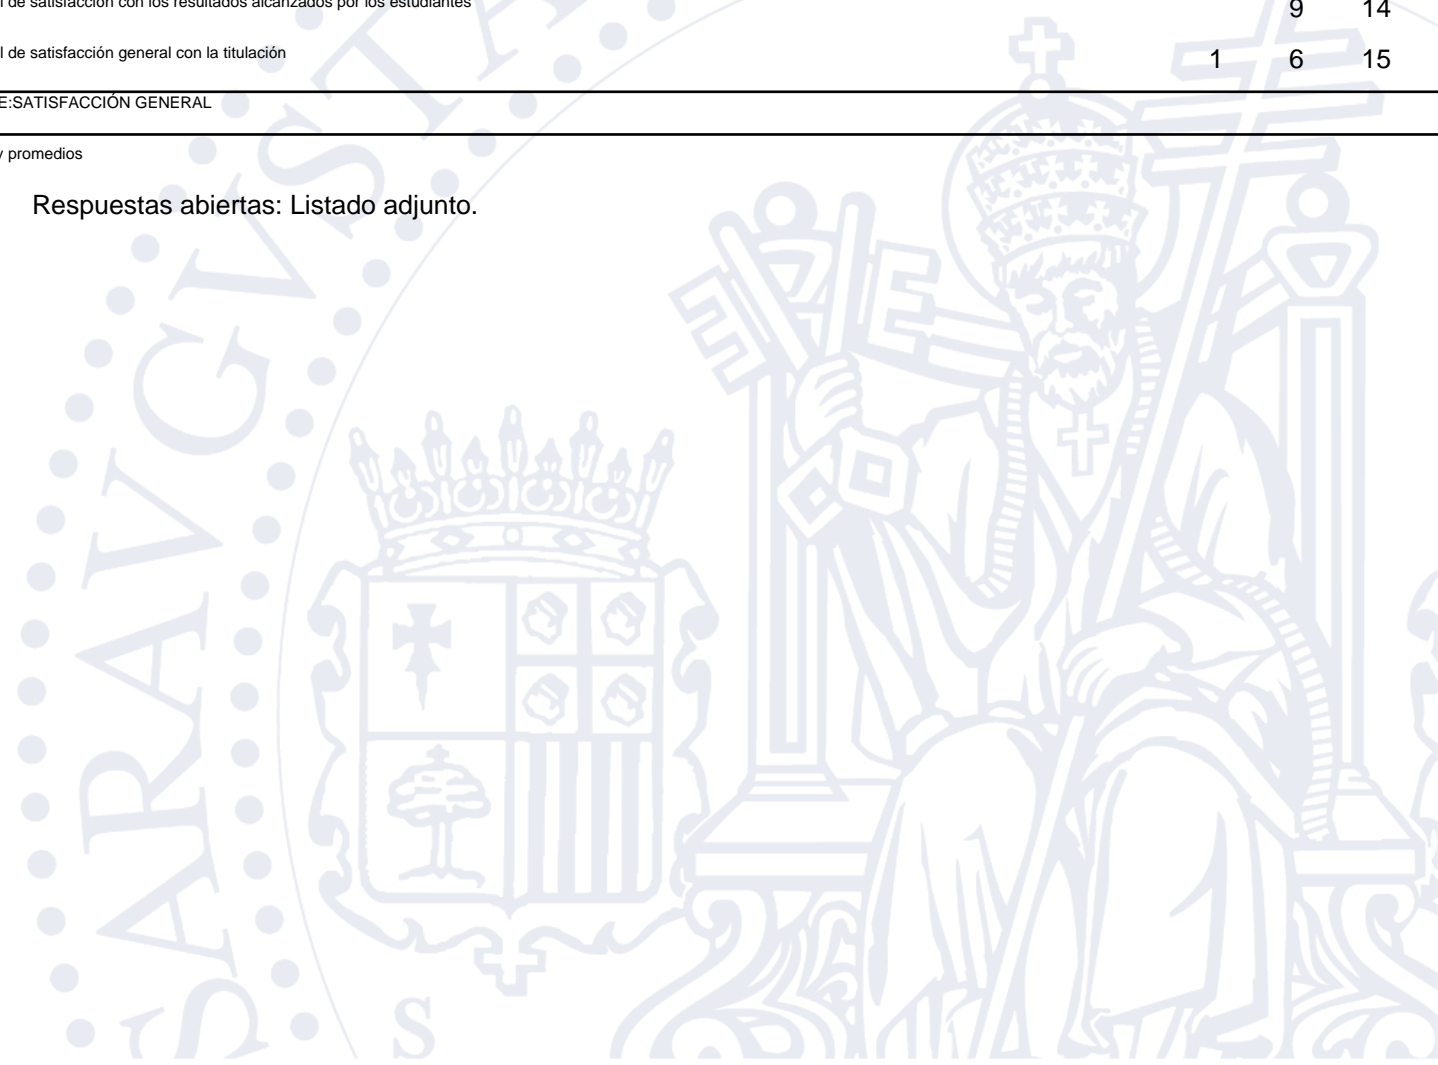 l de satisfacción con los resultados alcanzados por los estudiantes 9 14
l de satisfacción general con la titulación 1 6 15
E:SATISFACCIÓN GENERAL
y promedios
Respuestas abiertas: Listado adjunto.
SARAVGVSTA
S